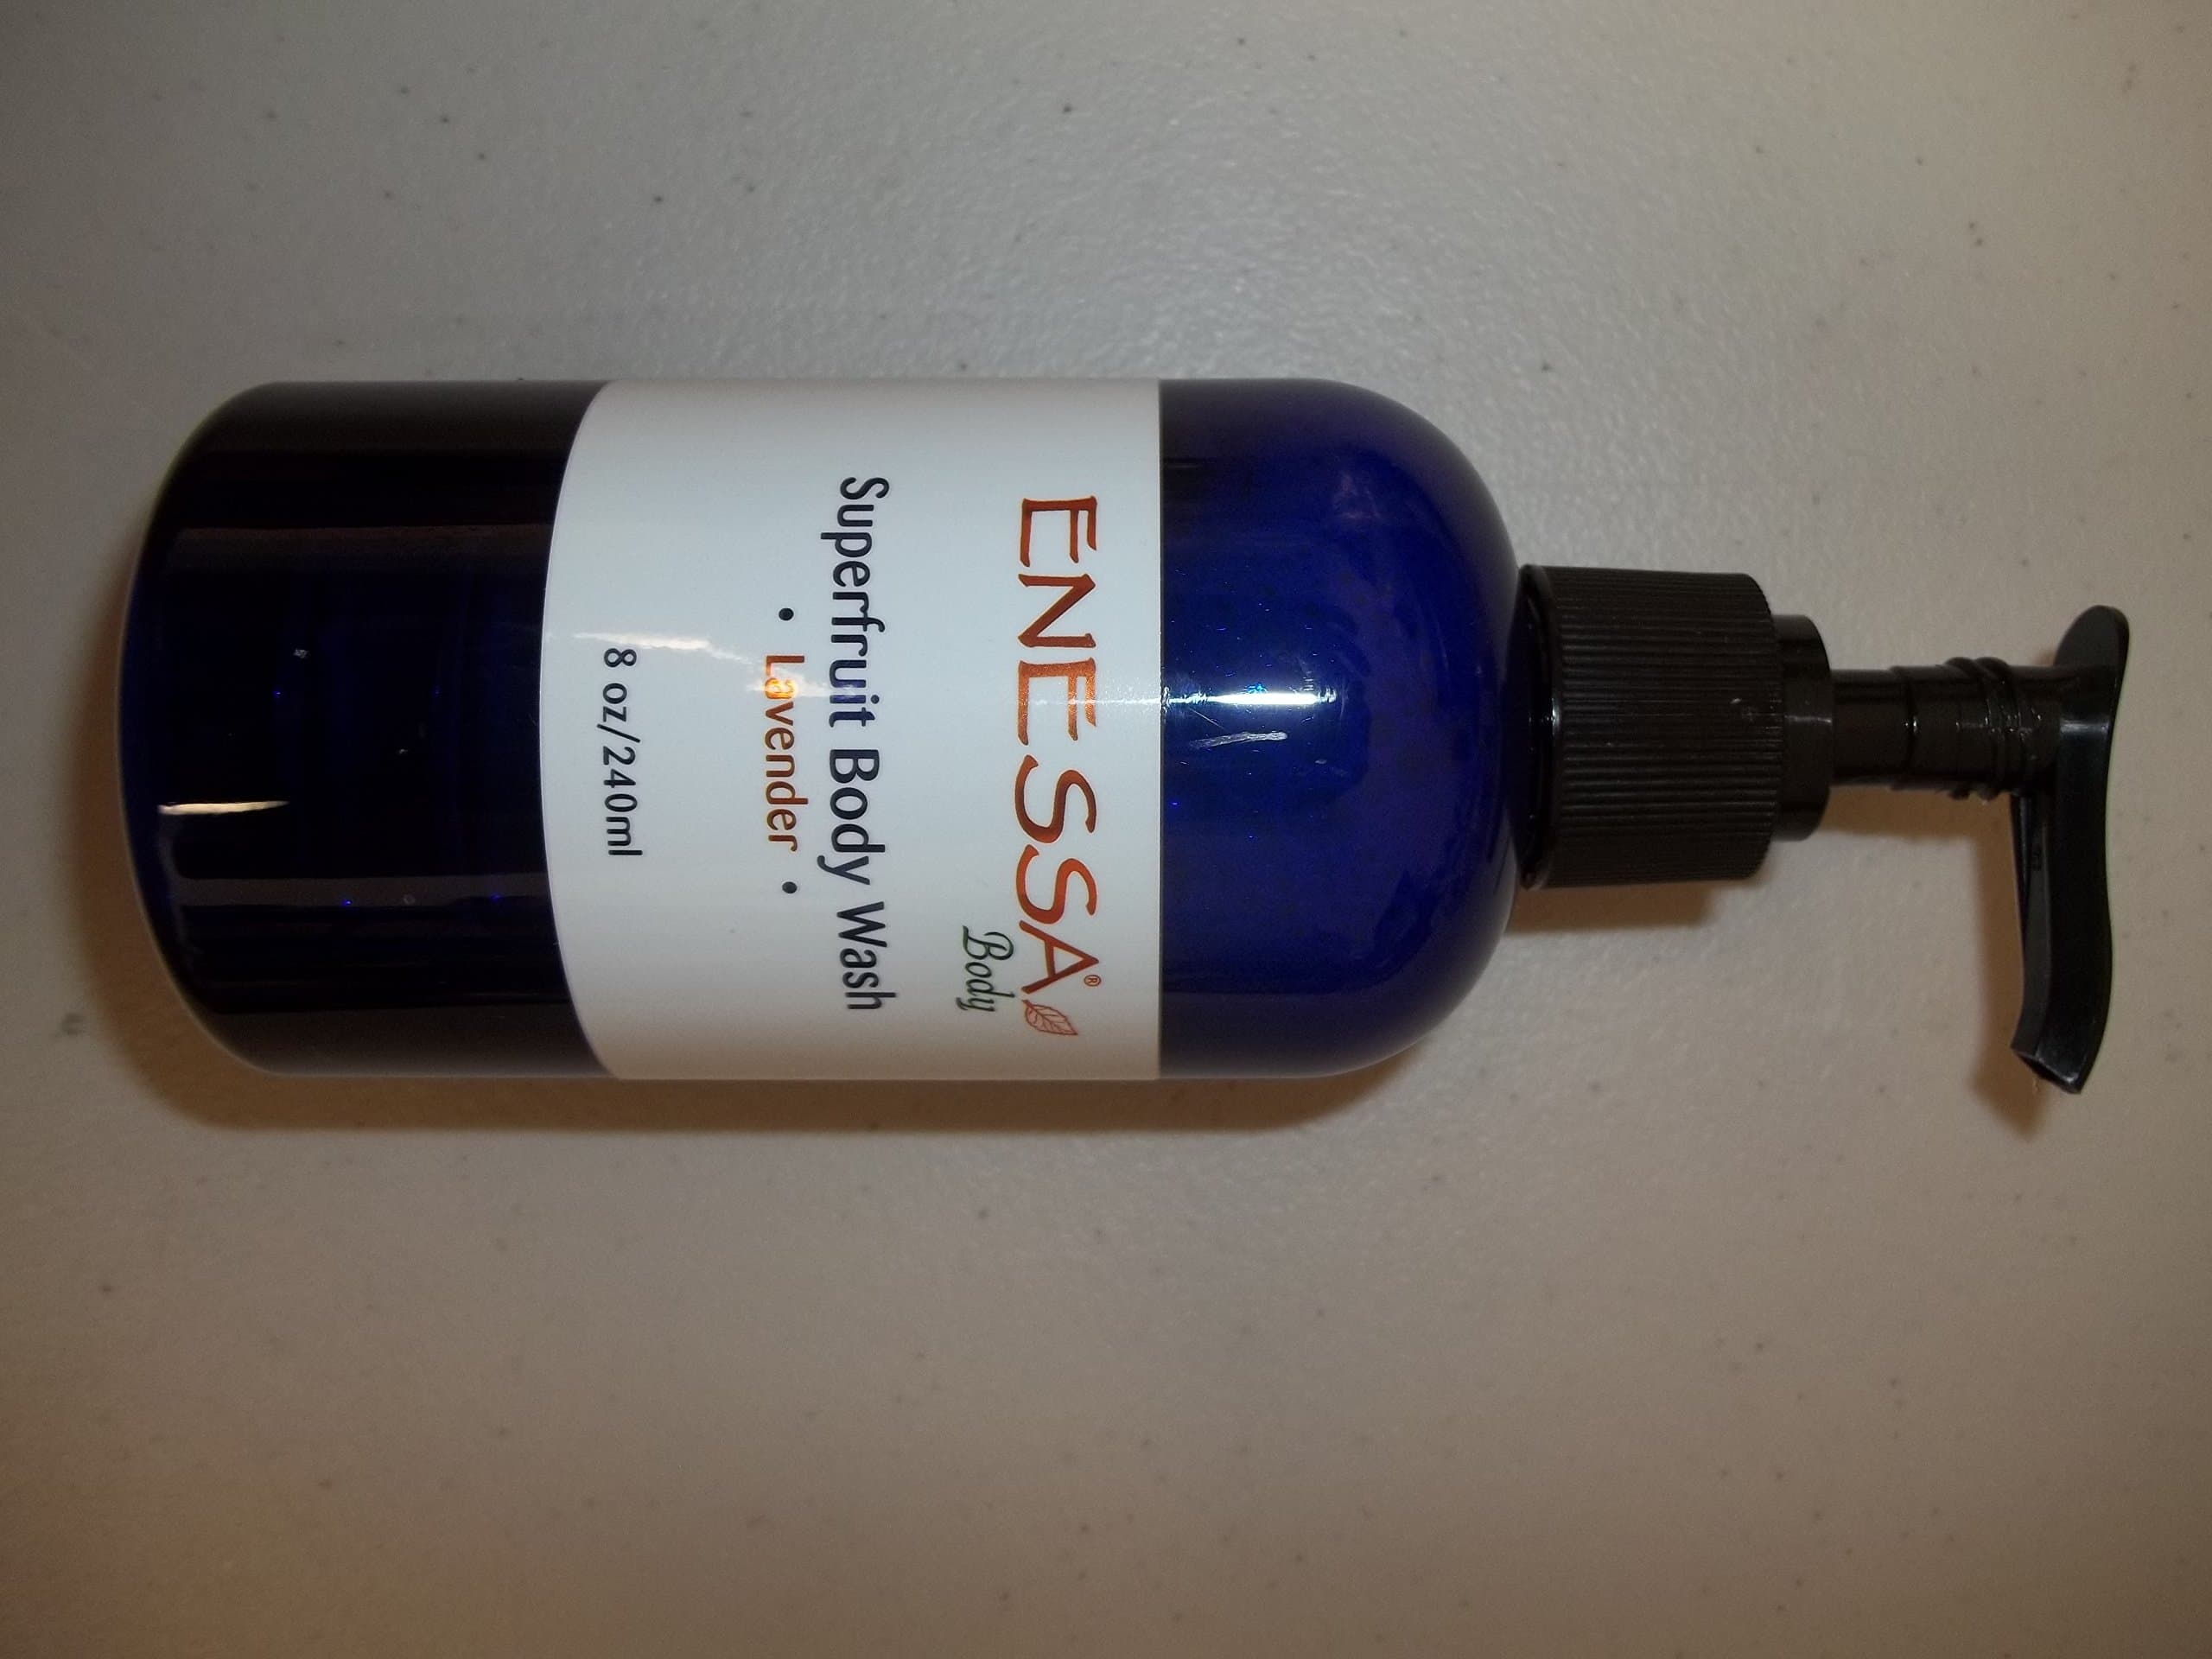 ENESSA®
Body
Superfruit Body Wash
• Lavender •
8 oz/240ml